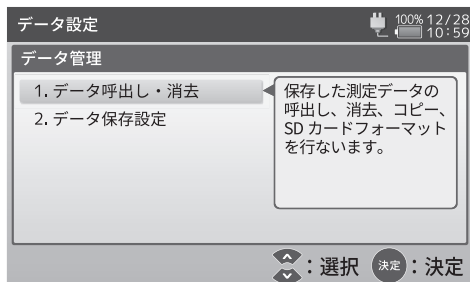 データ設定
100% 12/28
10:59
データ管理
1. データ呼出し・消去
2. データ保存設定
保存した測定データの
呼出し、消去、コピー、
SD カードフォーマット
を行ないます。
：選択 決定：決定